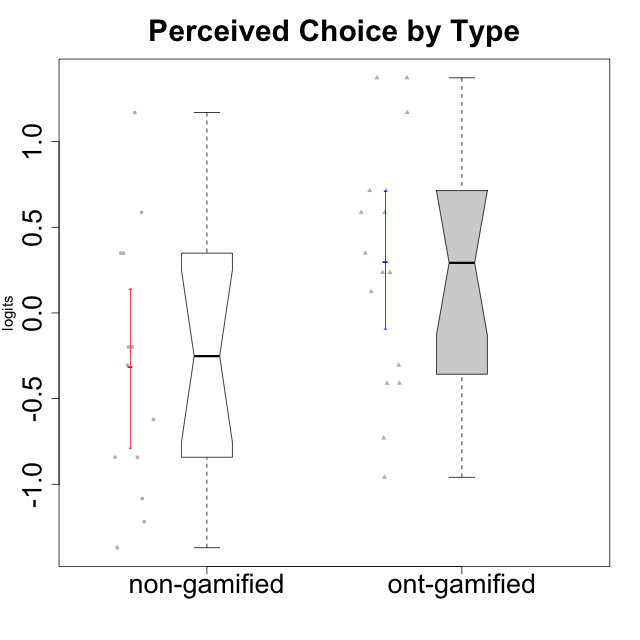 Perceived Choice by Type
logits
1.0
0.5
0.0
-0.5
-1.0
non-gamified
ont-gamified